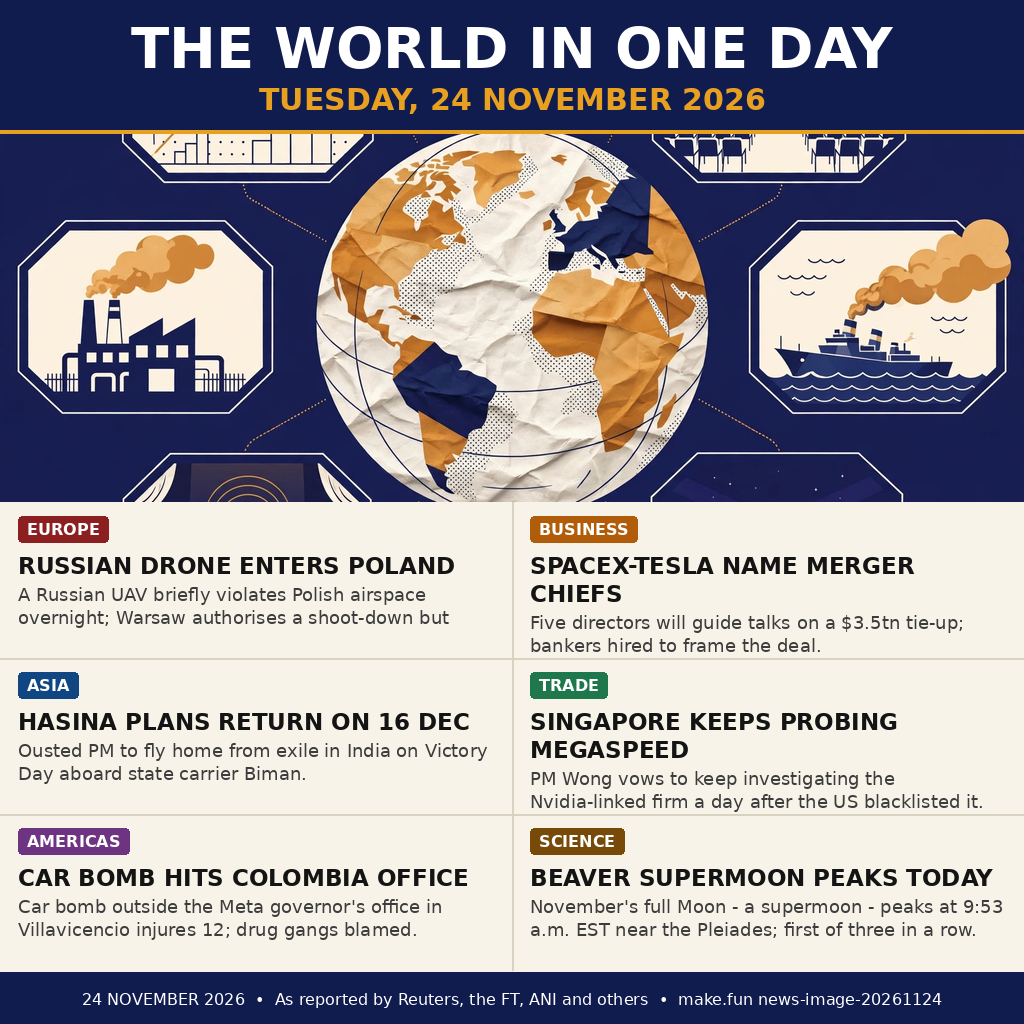 THE WORLD IN ONE DAY
TUESDAY, 24 NOVEMBER 2026
EUROPE
RUSSIAN DRONE ENTERS POLAND
A Russian UAV briefly violates Polish airspace
overnight; Warsaw authorises a shoot-down but
BUSINESS
SPACEX-TESLA NAME MERGER
CHIEFS
Five directors will guide talks on a $3.5tn tie-up;
bankers hired to frame the deal.
ASIA
HASINA PLANS RETURN ON 16 DEC
Ousted PM to fly home from exile in India on Victory
Day aboard state carrier Biman.
TRADE
SINGAPORE KEEPS PROBING
MEGASPEED
PM Wong vows to keep investigating the
Nvidia-linked firm a day after the US blacklisted it.
AMERICAS
CAR BOMB HITS COLOMBIA OFFICE
Car bomb outside the Meta governor's office in
Villavicencio injures 12; drug gangs blamed.
SCIENCE
BEAVER SUPERMOON PEAKS TODAY
November's full Moon - a supermoon - peaks at 9:53
a.m. EST near the Pleiades; first of three in a row.
24 NOVEMBER 2026 • As reported by Reuters, the FT, ANI and others • make.fun news-image-20261124